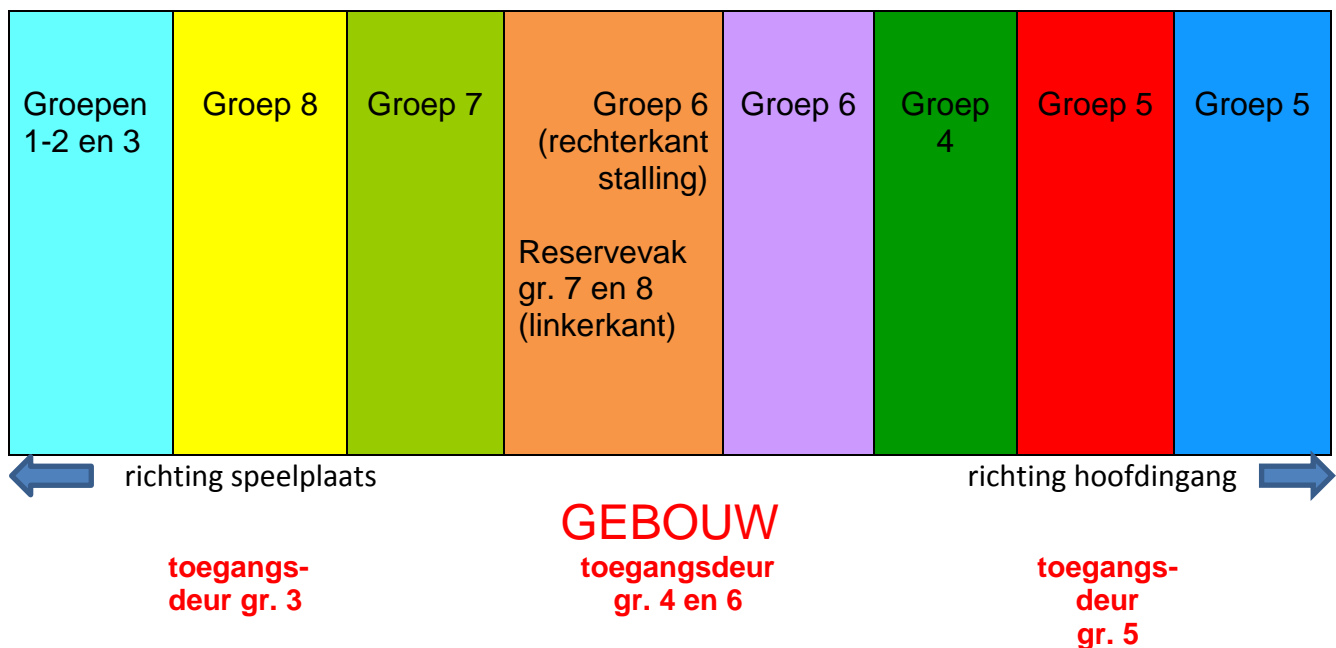 Groepen
1-2 en 3
Groep 8
Groep 7
Groep 6
(rechterkant
stalling)
Reservevak
gr. 7 en 8
(linkerkant)
Groep 6
Groep
4
Groep 5
Groep 5
richting speelplaats
richting hoofdingang
GEBOUW
toegangs-
deur gr. 3
toegangsdeur
gr. 4 en 6
toegangs-
deur
gr. 5